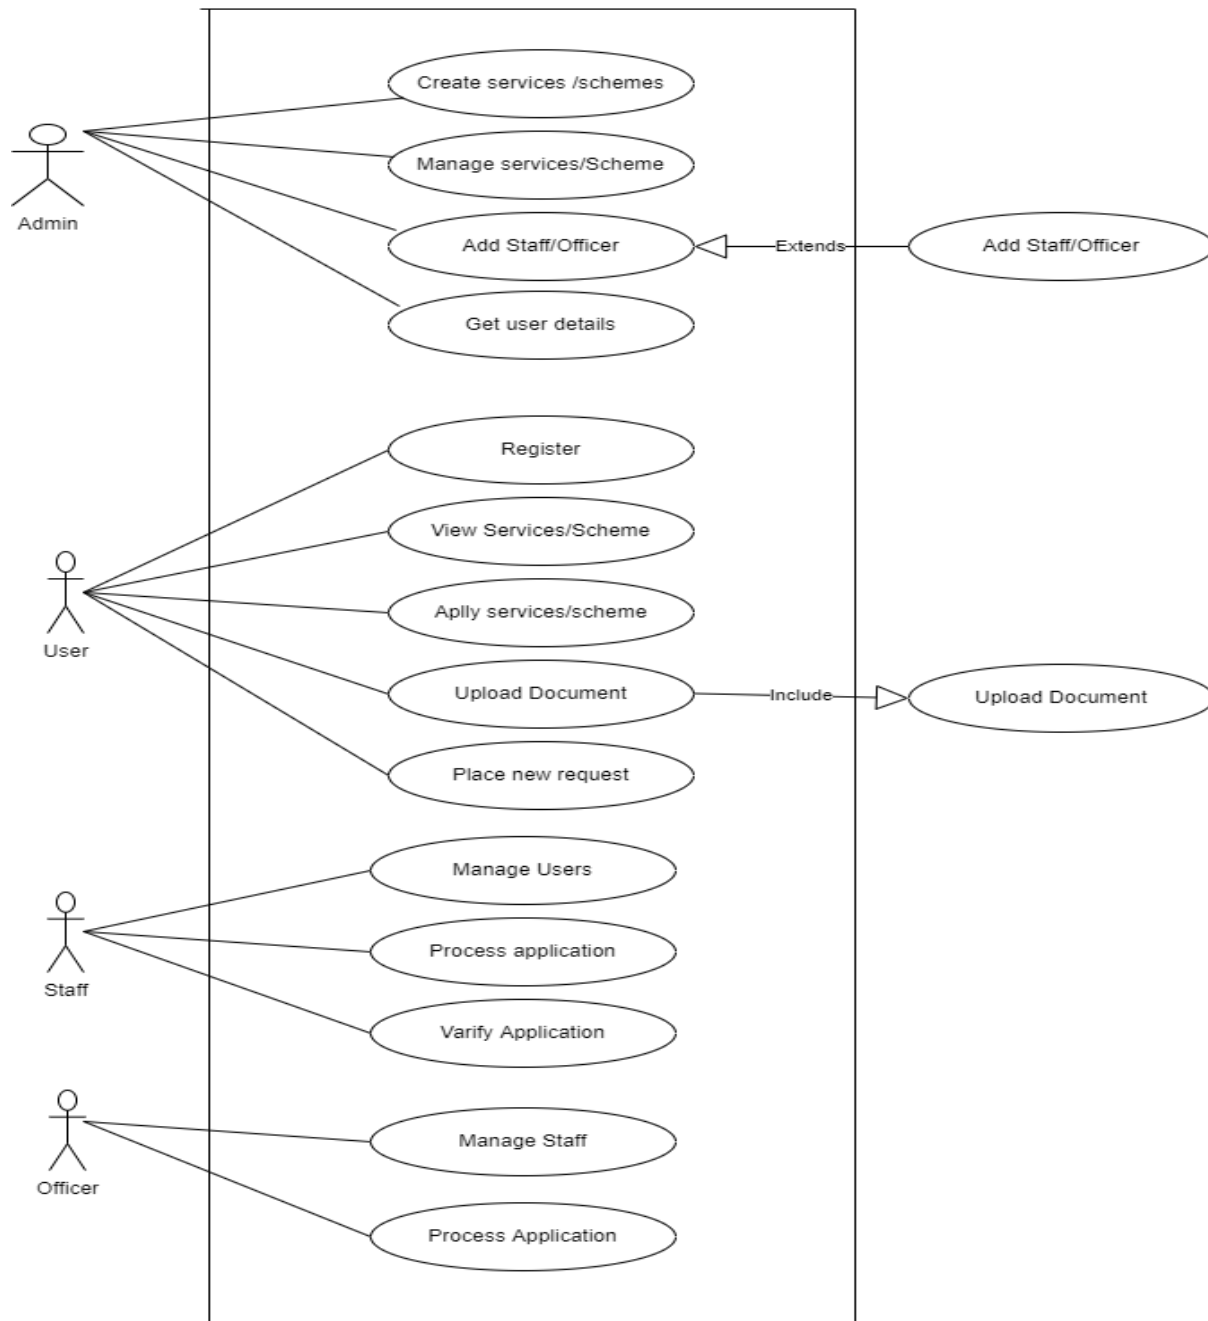 Create services /schemes
Manage services/Scheme
Admin
Add Staff/Officer
Extends
Add Staff/Officer
Get user details
Register
View Services/Scheme
User
Aplly services/scheme
Upload Document
Include
Upload Document
Place new request
Manage Users
Staff
Process application
Varify Application
Officer
Manage Staff
Process Application